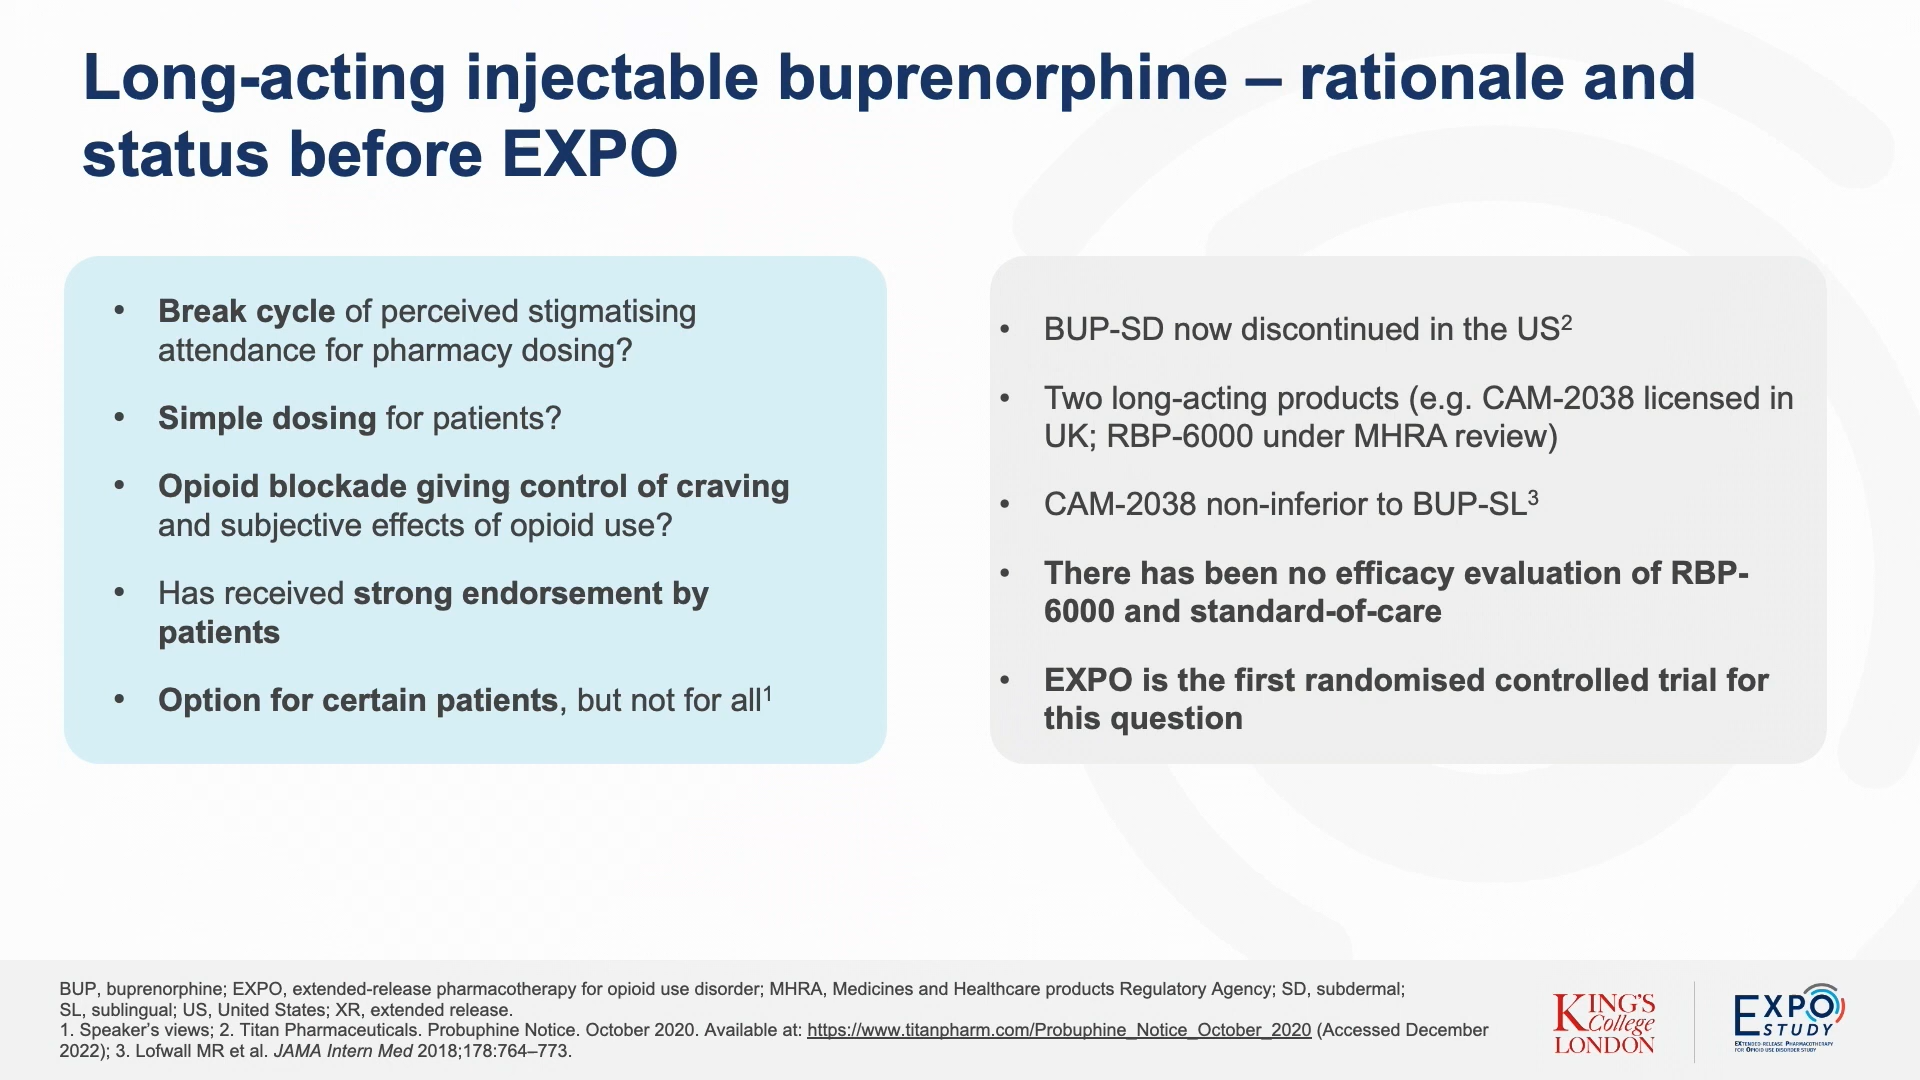 Long-acting injectable buprenorphine – rationale and
status before EXPO
• Break cycle of perceived stigmatising
attendance for pharmacy dosing?
• Simple dosing for patients?
• Opioid blockade giving control of craving
and subjective effects of opioid use?
• Has received strong endorsement by
patients
• Option for certain patients, but not for all1
• BUP-SD now discontinued in the US2
• Two long-acting products (e.g. CAM-2038 licensed in
UK; RBP-6000 under MHRA review)
• CAM-2038 non-inferior to BUP-SL3
• There has been no efficacy evaluation of RBP-
6000 and standard-of-care
• EXPO is the first randomised controlled trial for
this question
BUP, buprenorphine; EXPO, extended-release pharmacotherapy for opioid use disorder; MHRA, Medicines and Healthcare products Regulatory Agency; SD, subdermal;
SL, sublingual; US, United States; XR, extended release.
1. Speaker’s views; 2. Titan Pharmaceuticals. Probuphine Notice. October 2020. Available at: https://www.titanpharm.com/Probuphine_Notice_October_2020 (Accessed December
2022); 3. Lofwall MR et al. JAMA Intern Med 2018;178:764–773.
KING'S
College
LONDON
EXPO
STUDY
EXTENDED RELEASE PHARMACOTHERAPY
FOR OPIOID USE DISORDER STUDY